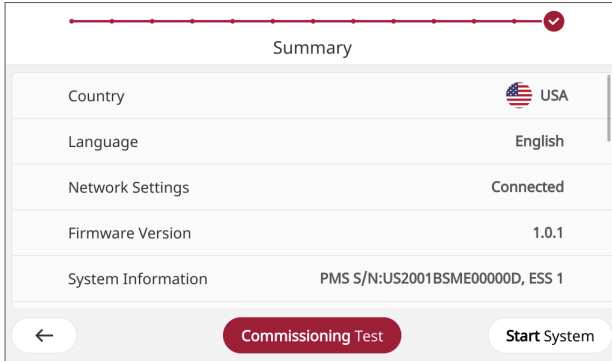 Summary
Country USA
Language English
Network Settings Connected
Firmware Version 1.0.1
System Information PMS S/N:US2001BSME00000D, ESS 1
Commissioning Test
Start System